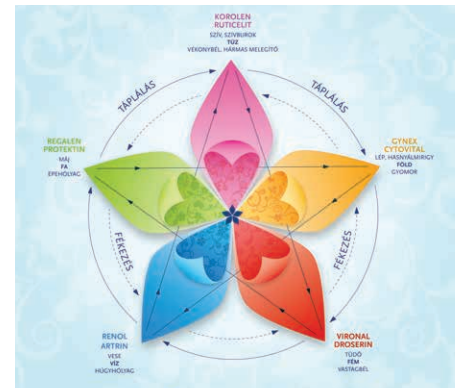 KOROLEN
RUTICELIT
SZÍV, SZÍVBUROK
TŰZ
VÉKONYBÉL, HÁRMAS MELEGÍTŐ
TÁPLÁLÁS
TÁPLÁLÁS
REGALEN
PROTEKTIN
MÁJ
FA
EPEHÓLYAG
GYNEX
CYTOVITAL
LÉP, HASNYÁLMIRIGY
FÖLD
GYOMOR
FÉKEZÉS
FÉKEZÉS
RENOL
ARTRIN
VESE
VÍZ
HÚGYHÓLYAG
VIRONAL
DROSERIN
TÜDŐ
FÉM
VASTAGBÉL